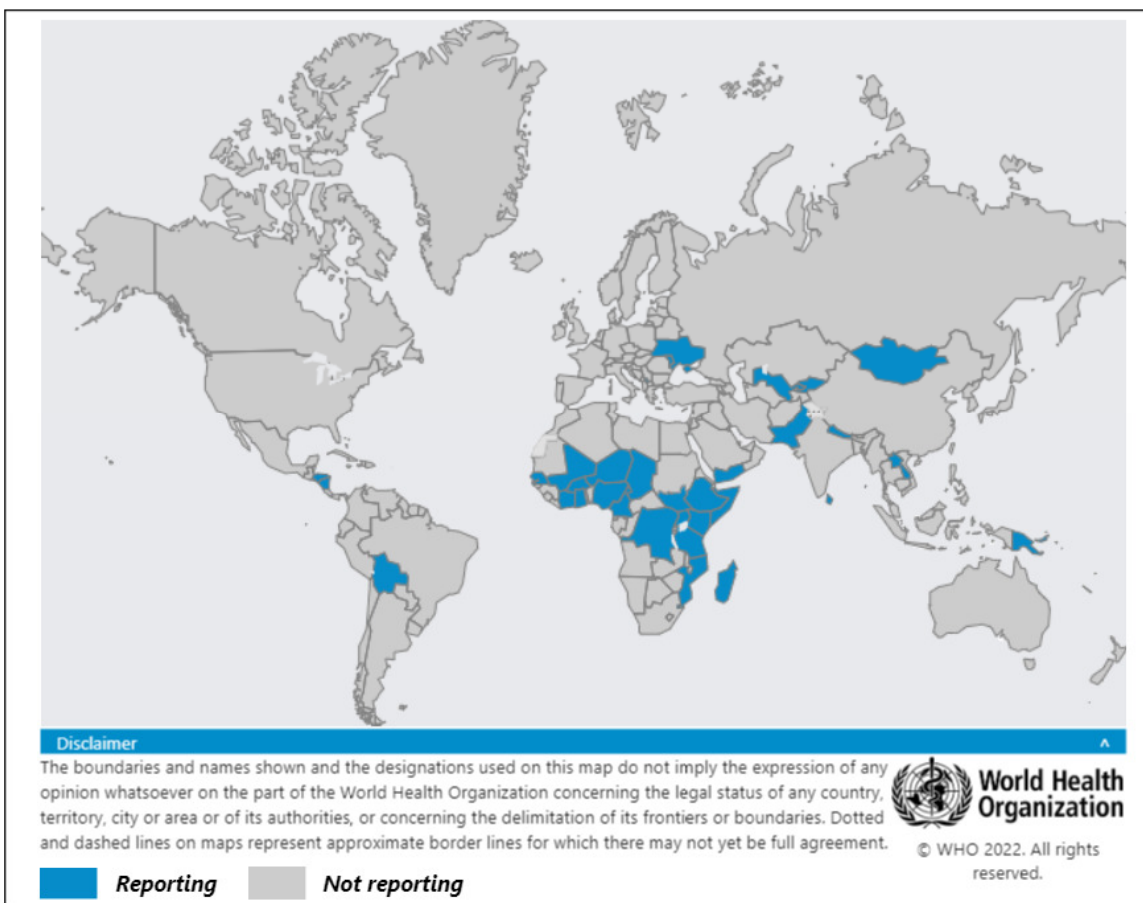 Disclaimer ^
The boundaries and names shown and the designations used on this map do not imply the expression of any
opinion whatsoever on the part of the World Health Organization concerning the legal status of any country,
territory, city or area or of its authorities, or concerning the delimitation of its frontiers or boundaries. Dotted
and dashed lines on maps represent approximate border lines for which there may not yet be full agreement.
World Health
Organization
© WHO 2022. All rights
reserved.
Reporting
Not reporting